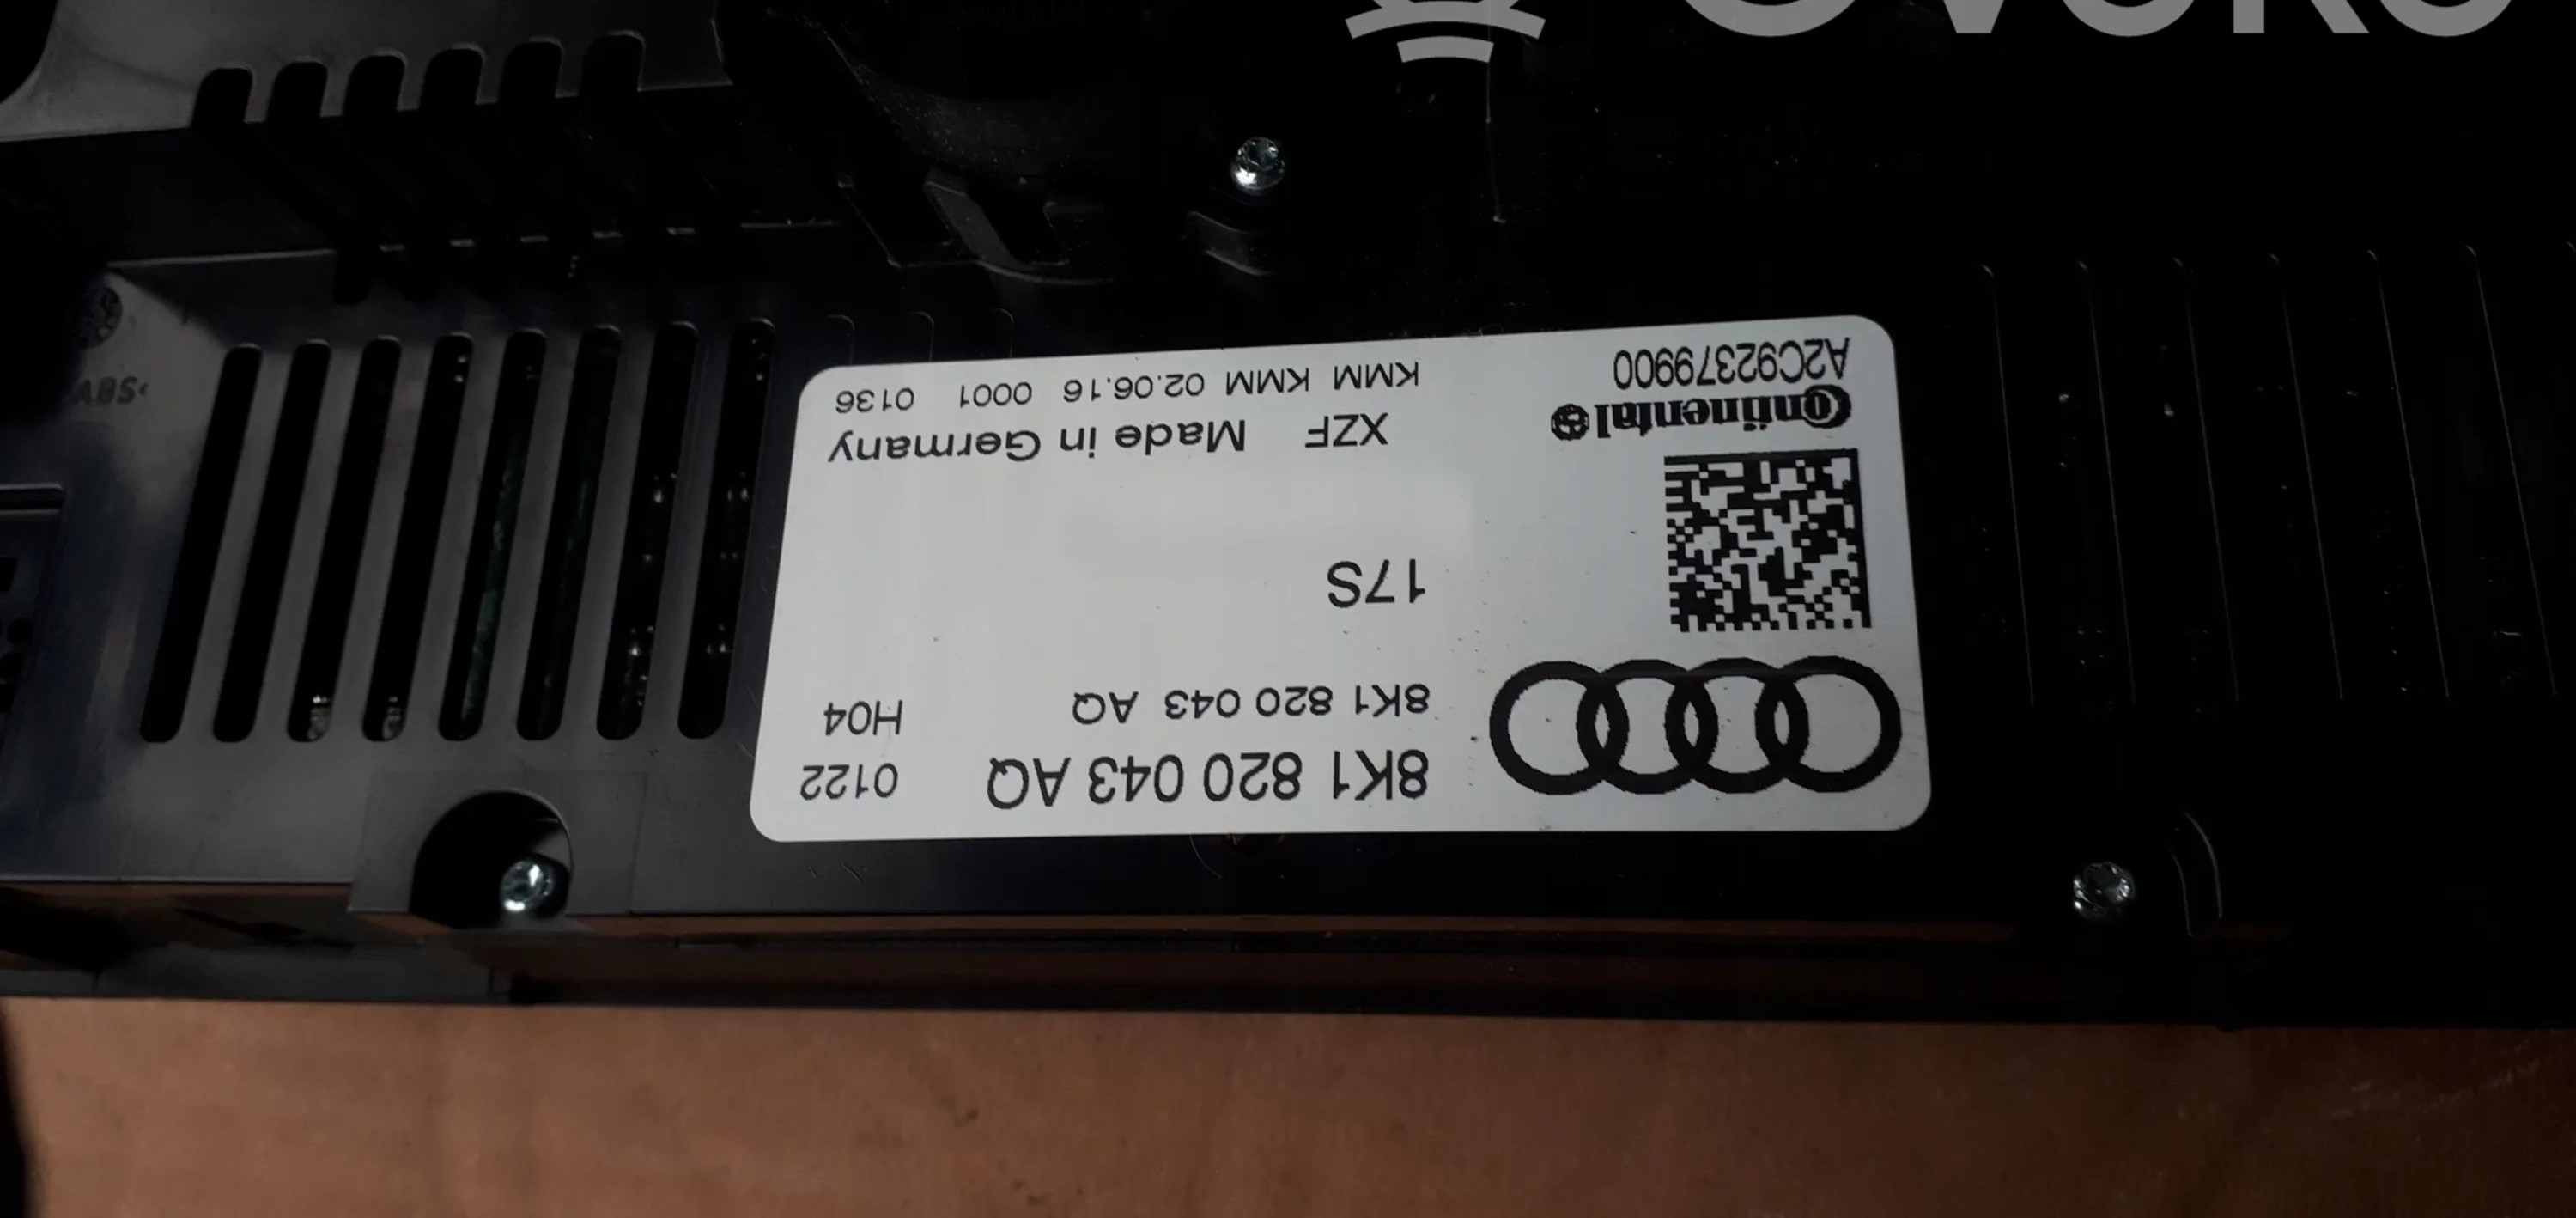 8K1 820 043 AQ 0122
8K1 820 043 AQ H04
17S
XZF Made in Germany
KMM KMM 02.06.16 0001 0136
Continental
A2C92379900
ABS<